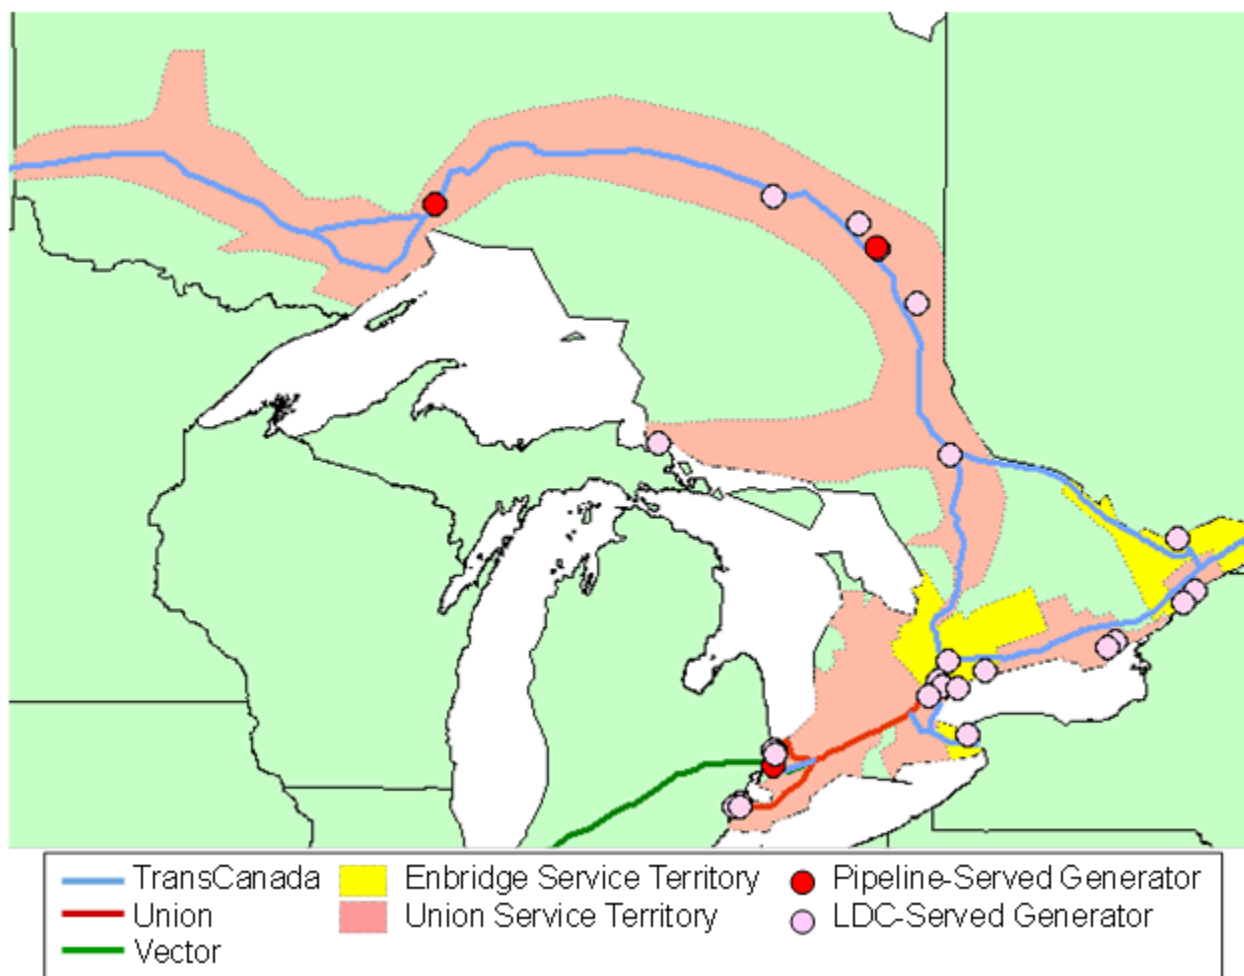 TransCanada Enbridge Service Territory Pipeline-Served Generator
Union Union Service Territory LDC-Served Generator
Vector